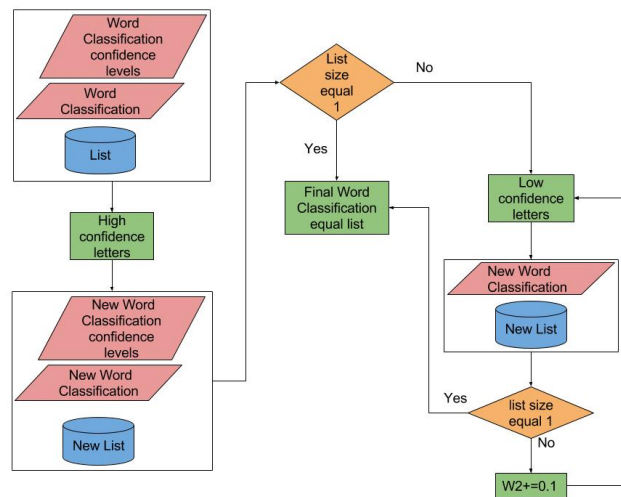 Word
Classification
confidence
levels
Word
Classification
List
High
confidence
letters
New Word
Classification
confidence
levels
New Word
Classification
New List
List
size
equal
1
No
Yes
Final Word
Classification
equal list
Low
confidence
letters
New Word
Classification
New List
list size
equal 1
Yes
No
W2+=0.1